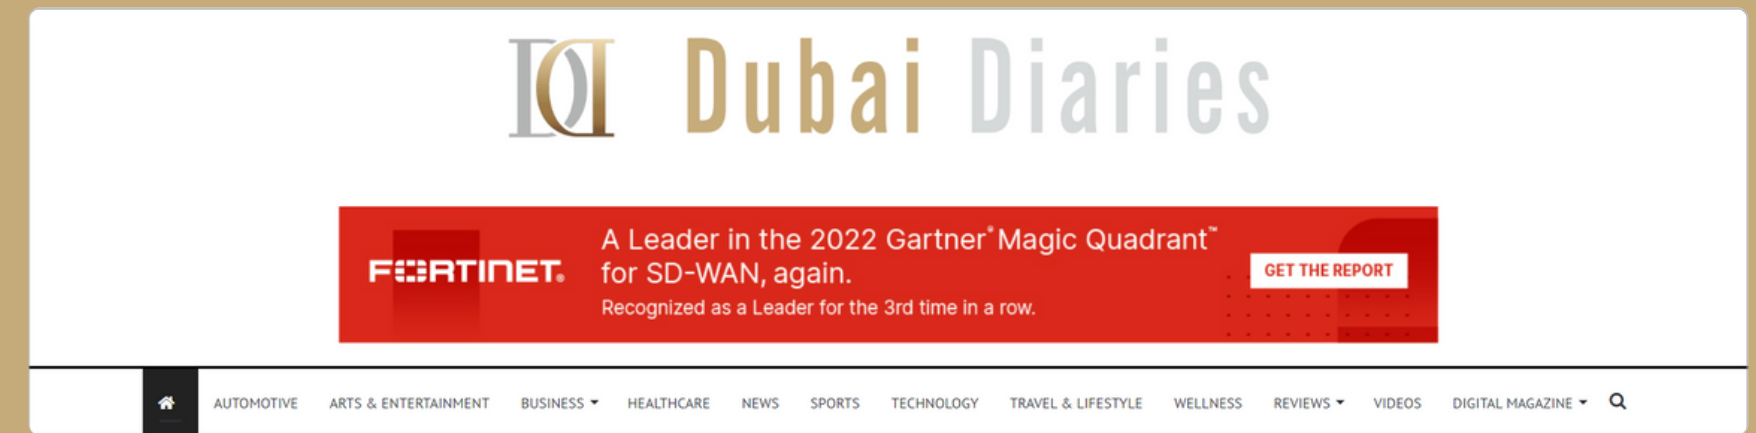 DD Dubai Diaries
FORTINET®
A Leader in the 2022 Gartner® Magic Quadrant™
for SD-WAN, again.
Recognized as a Leader for the 3rd time in a row.
GET THE REPORT
AUTOMOTIVE ARTS & ENTERTAINMENT BUSINESS HEALTHCARE NEWS SPORTS TECHNOLOGY TRAVEL & LIFESTYLE WELLNESS REVIEWS VIDEOS DIGITAL MAGAZINE